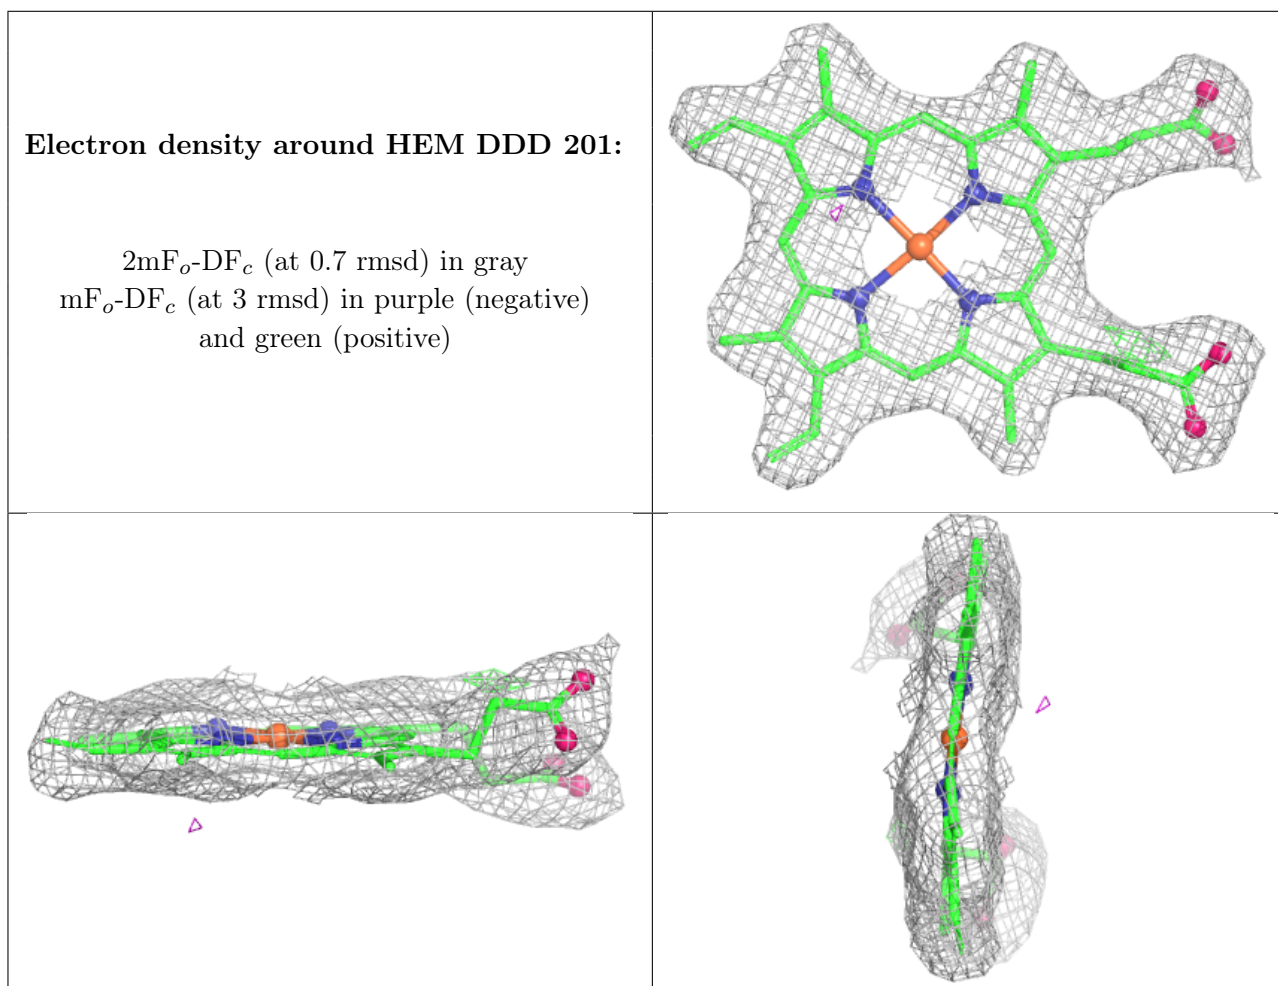 Electron density around HEM DDD 201:
2mFₒ-DF𝒸 (at 0.7 rmsd) in gray
mFₒ-DF𝒸 (at 3 rmsd) in purple (negative)
and green (positive)